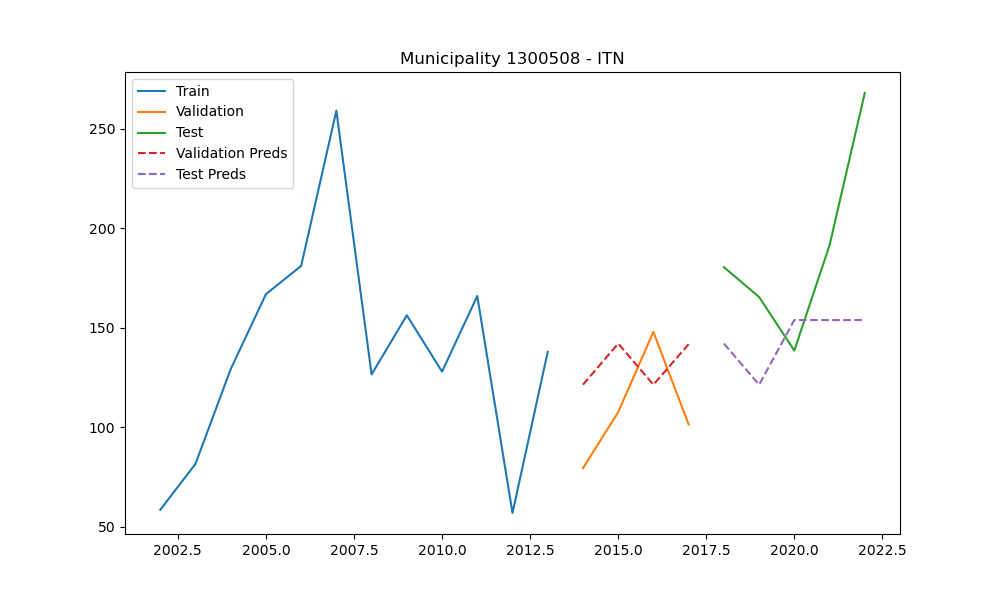 Municipality 1300508 - ITN
Train
Validation
Test
Validation Preds
Test Preds
250
200
150
100
50
2002.5 2005.0 2007.5 2010.0 2012.5 2015.0 2017.5 2020.0 2022.5